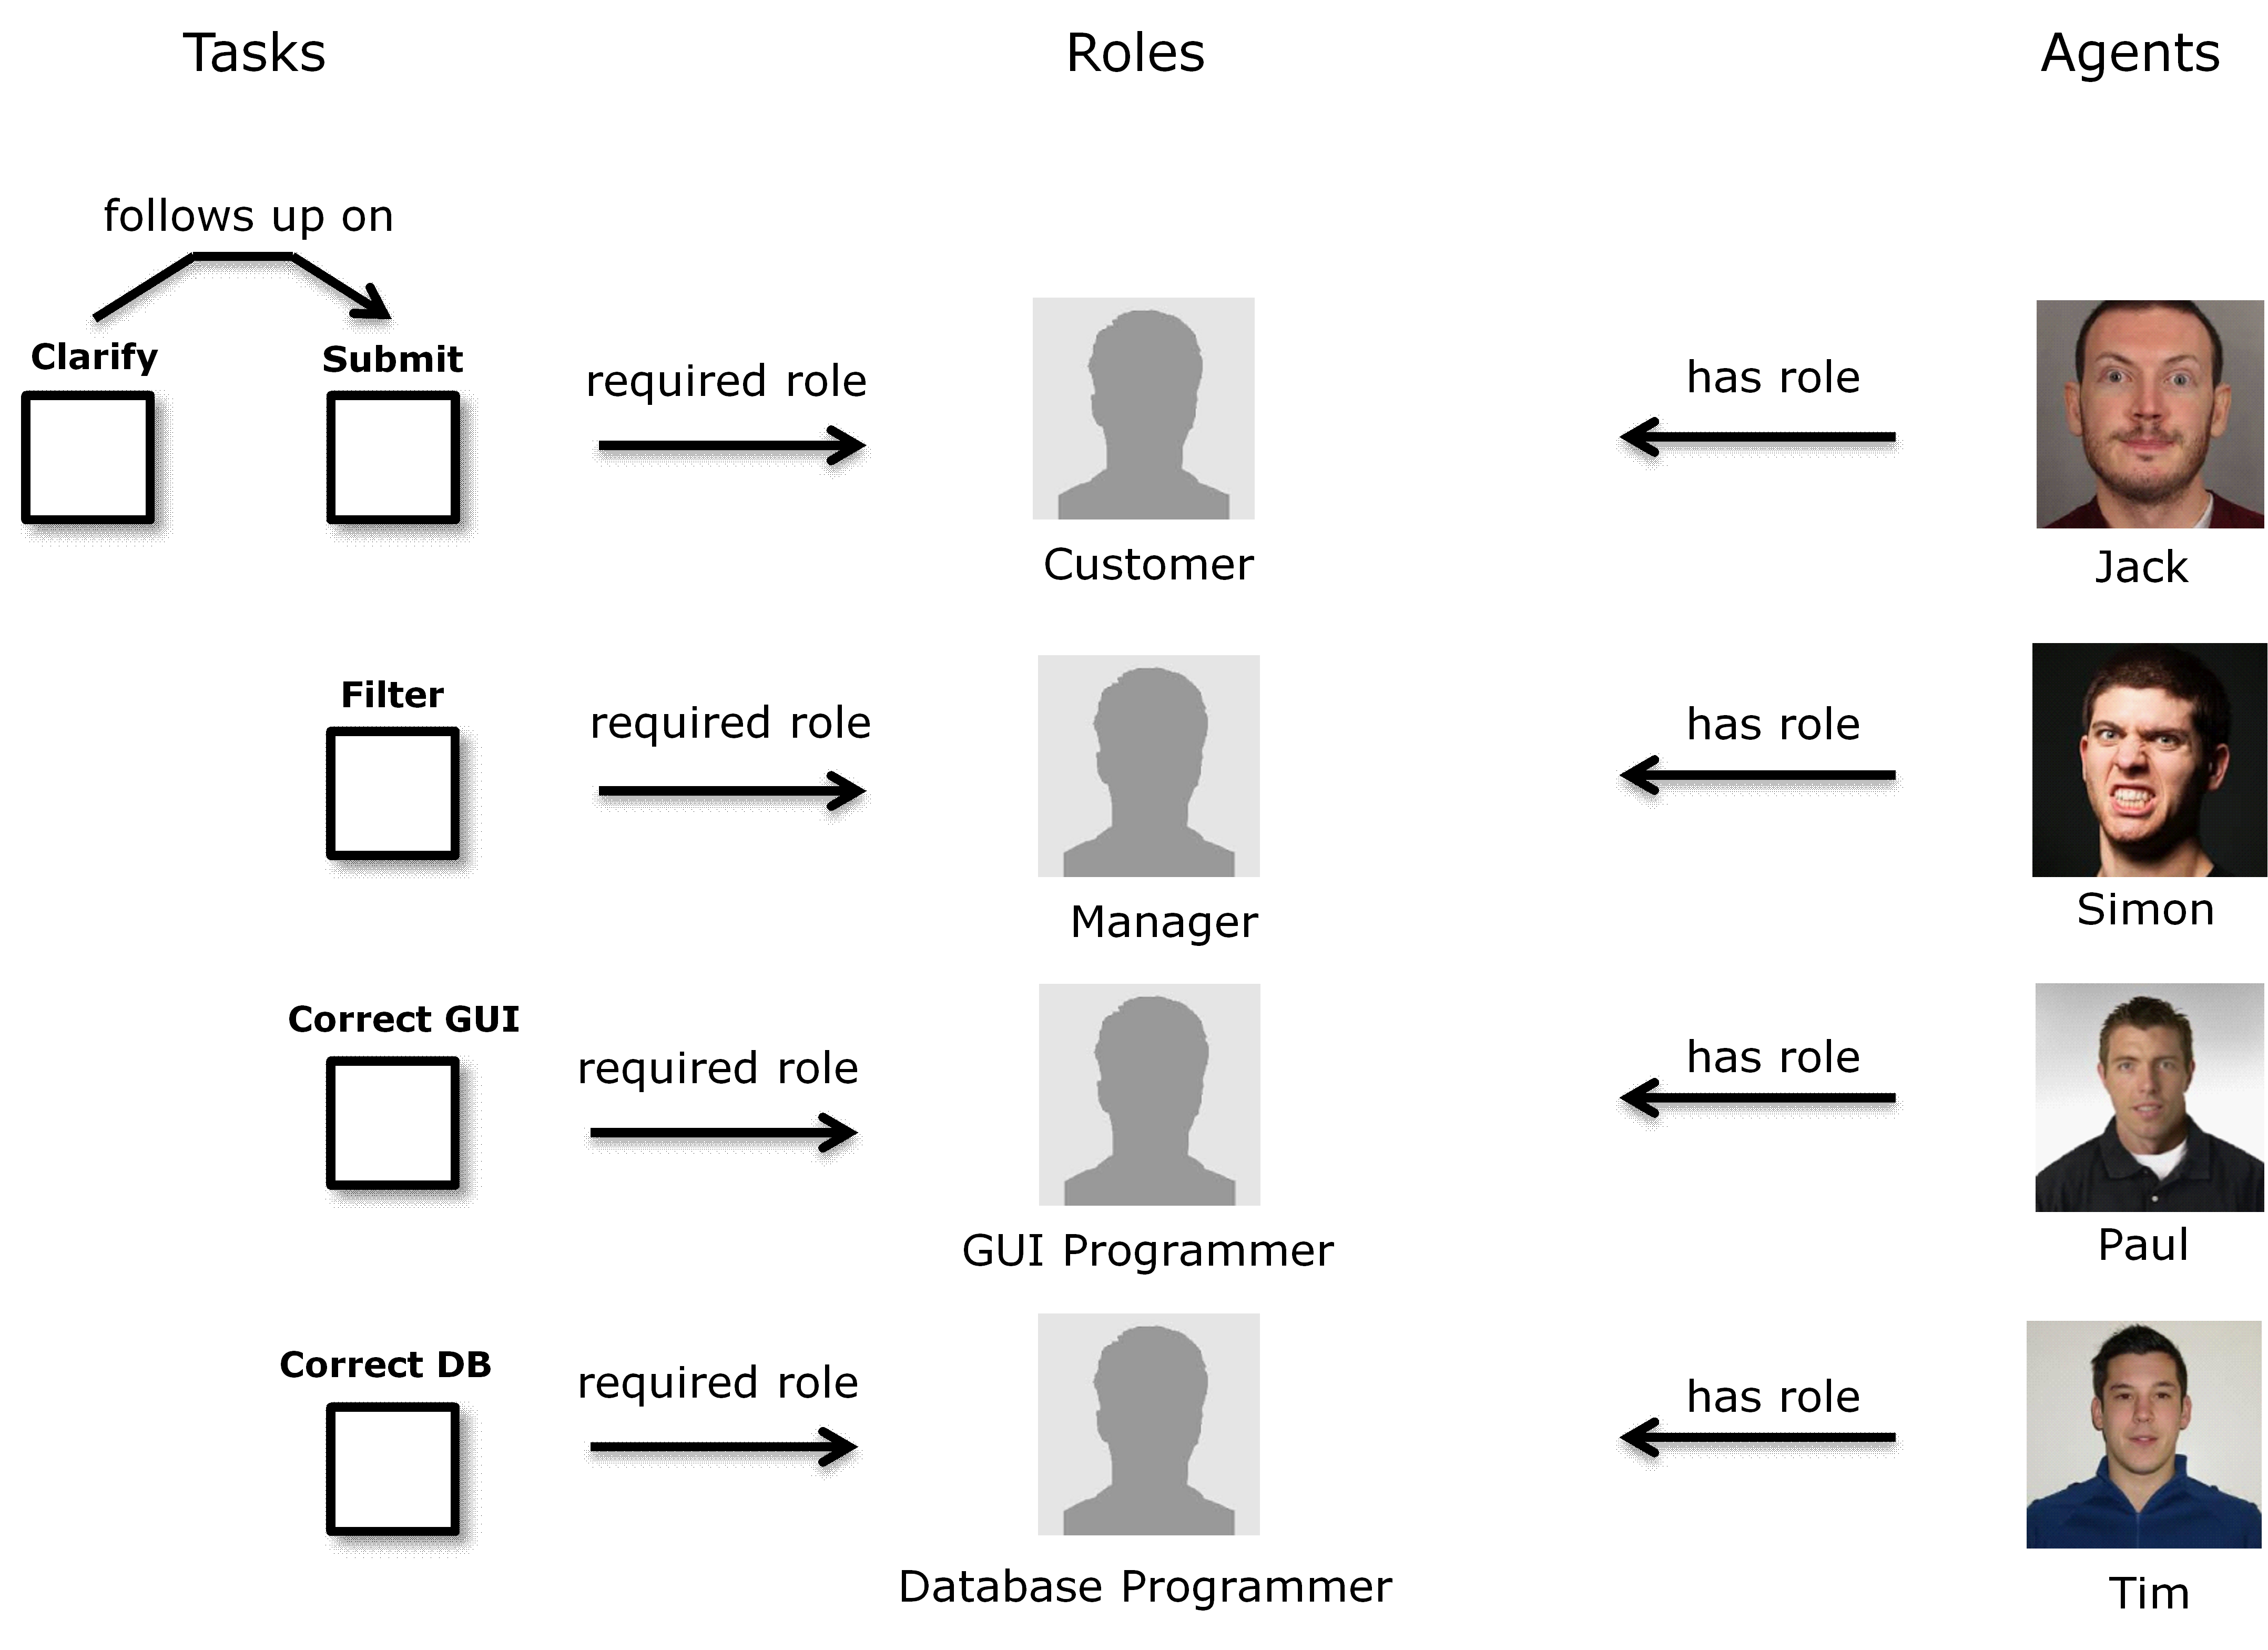 Tasks
Roles
Agents
follows up on
Clarify
Submit
required role
has role
Customer
Jack
Filter
required role
has role
Manager
Simon
Correct GUI
required role
has role
GUI Programmer
Paul
Correct DB
required role
has role
Database Programmer
Tim